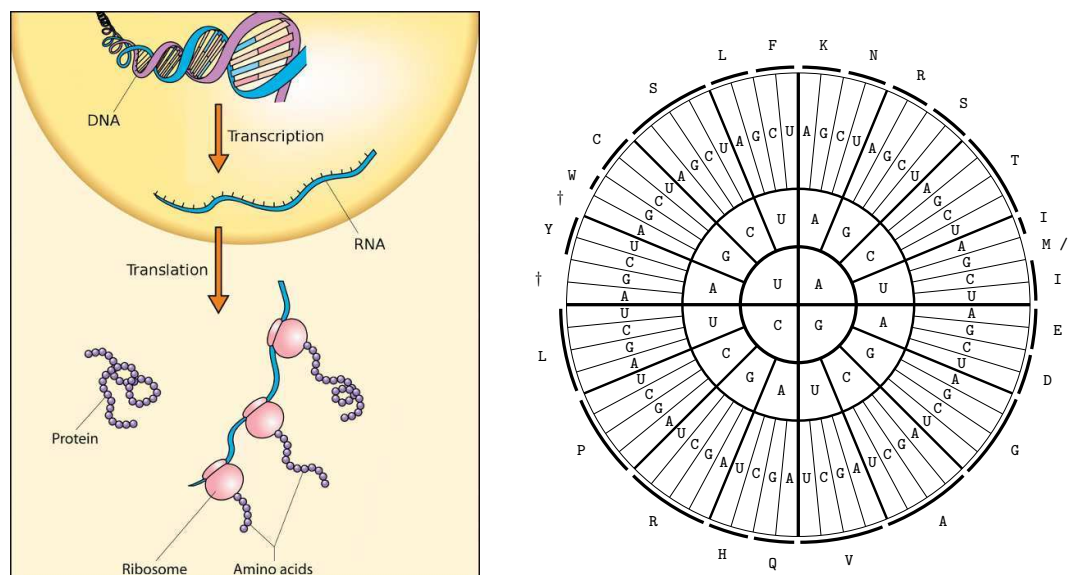 DNA
Transcription
RNA
Translation
Protein
Ribosome
Amino acids
K N R S T I M / I E D G A V Q H R P L † Y † W C S L F
A G C U A G C U A G C U A G C U A G C U A G C U A G C U A G C U A G C U A G C U A G C U A G C U A G C U A G C U A G C U A G C U
A G C U A G C U A G C U A G C U
U A
C G